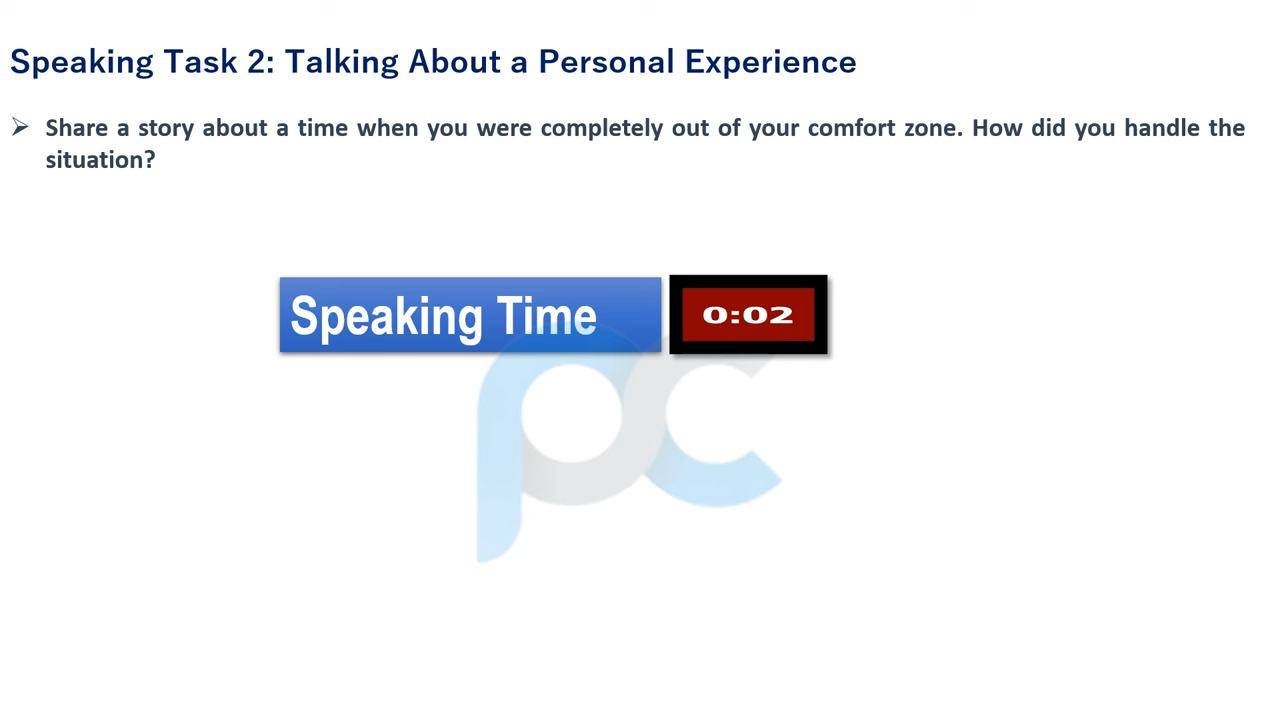 Speaking Task 2: Talking About a Personal Experience
Share a story about a time when you were completely out of your comfort zone. How did you handle the
situation?
Speaking Time
0:02
pc